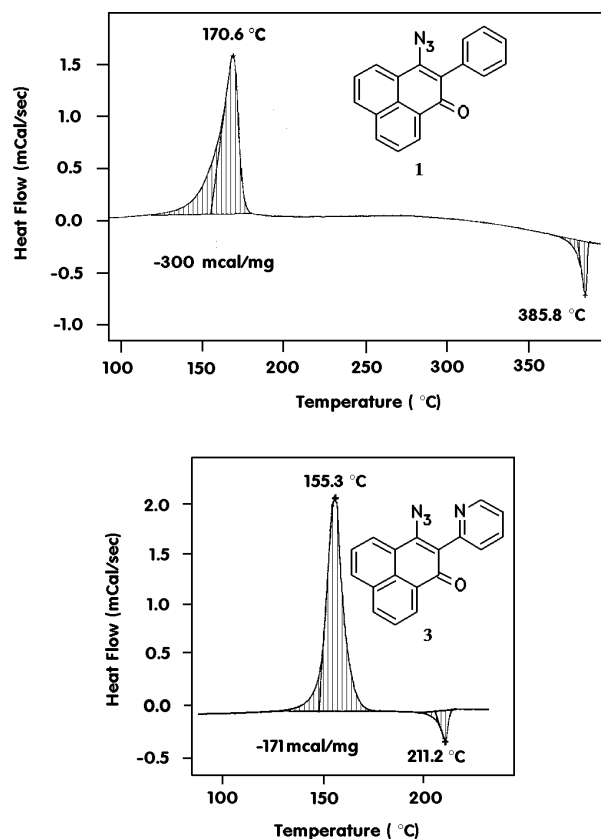 170.6 °C
N3
O
1
1.5
1.0
0.5
0.0
-0.5
-1.0
Heat Flow (mCal/sec)
-300 mcal/mg
385.8 °C
100 150 200 250 300 350
Temperature ( °C)
155.3 °C
N3
N
O
3
2.0
1.5
1.0
0.5
0.0
-0.5
Heat Flow (mCal/sec)
-171 mcal/mg
211.2 °C
100 150 200
Temperature ( °C)